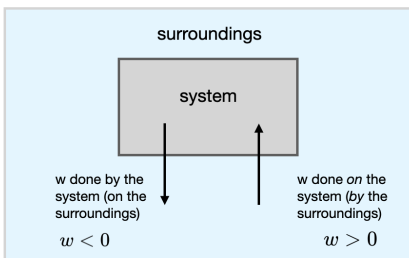 surroundings
system
w done by the
system (on the
surroundings)
w < 0
w done on the
system (by the
surroundings)
w > 0